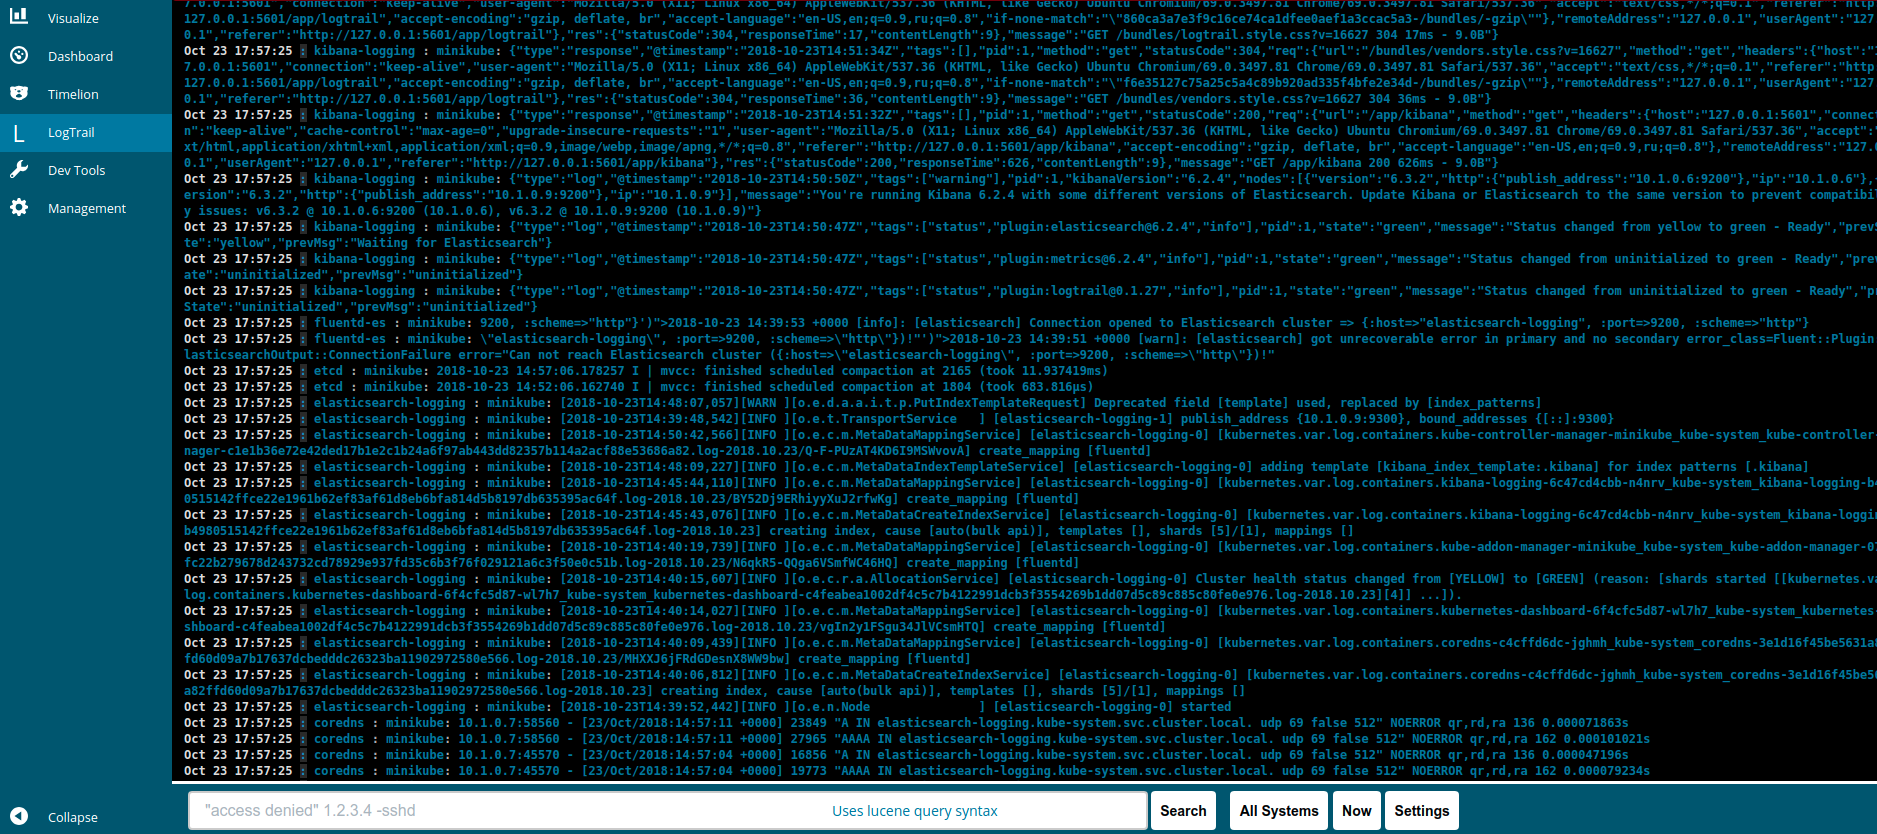 Visualize
Dashboard
Timelion
LogTrail
Dev Tools
Management
Collapse
7.0.0.1:5601","connection":"keep-alive","user-agent":"Mozilla/5.0 (X11; Linux x86_64) AppleWebKit/537.36 (KHTML, like Gecko) Ubuntu Chromium/69.0.3497.81 Chrome/69.0.3497.81 Safari/537.36","accept":"text/css,*/*;q=0.1","referer":"http
127.0.0.1:5601/app/logtrail","accept-encoding":"gzip, deflate, br","accept-language":"en-US,en;q=0.9,ru;q=0.8","if-none-match":"\"860ca3a7e3f9c16ce74ca1dfee0aef1a3ccac5a3-/bundles/-gzip\""},"remoteAddress":"127.0.0.1","userAgent":"127
0.1","referer":"http://127.0.0.1:5601/app/logtrail"},"res":{"statusCode":304,"responseTime":17,"contentLength":9},"message":"GET /bundles/logtrail.style.css?v=16627 304 17ms - 9.0B"}
Oct 23 17:57:25 : kibana-logging : minikube: {"type":"response","@timestamp":"2018-10-23T14:51:34Z","tags":[],"pid":1,"method":"get","statusCode":304,"req":{"url":"/bundles/vendors.style.css?v=16627","method":"get","headers":{"host":"
7.0.0.1:5601","connection":"keep-alive","user-agent":"Mozilla/5.0 (X11; Linux x86_64) AppleWebKit/537.36 (KHTML, like Gecko) Ubuntu Chromium/69.0.3497.81 Chrome/69.0.3497.81 Safari/537.36","accept":"text/css,*/*;q=0.1","referer":"http
127.0.0.1:5601/app/logtrail","accept-encoding":"gzip, deflate, br","accept-language":"en-US,en;q=0.9,ru;q=0.8","if-none-match":"\"f6e35127c75a25c5a4c89b920ad335f4bfe2e34d-/bundles/-gzip\""},"remoteAddress":"127.0.0.1","userAgent":"127
0.1","referer":"http://127.0.0.1:5601/app/logtrail"},"res":{"statusCode":304,"responseTime":36,"contentLength":9},"message":"GET /bundles/vendors.style.css?v=16627 304 36ms - 9.0B"}
Oct 23 17:57:25 : kibana-logging : minikube: {"type":"response","@timestamp":"2018-10-23T14:51:32Z","tags":[],"pid":1,"method":"get","statusCode":200,"req":{"url":"/app/kibana","method":"get","headers":{"host":"127.0.0.1:5601","connec
n":"keep-alive","cache-control":"max-age=0","upgrade-insecure-requests":"1","user-agent":"Mozilla/5.0 (X11; Linux x86_64) AppleWebKit/537.36 (KHTML, like Gecko) Ubuntu Chromium/69.0.3497.81 Chrome/69.0.3497.81 Safari/537.36","accept":"
xt/html,application/xhtml+xml,application/xml;q=0.9,image/webp,image/apng,*/*;q=0.8","referer":"http://127.0.0.1:5601/app/kibana","accept-encoding":"gzip, deflate, br","accept-language":"en-US,en;q=0.9,ru;q=0.8"},"remoteAddress":"127.0
0.1","userAgent":"127.0.0.1","referer":"http://127.0.0.1:5601/app/kibana"},"res":{"statusCode":200,"responseTime":626,"contentLength":9},"message":"GET /app/kibana 200 626ms - 9.0B"}
Oct 23 17:57:25 : kibana-logging : minikube: {"type":"log","@timestamp":"2018-10-23T14:50:50Z","tags":["warning"],"pid":1,"kibanaVersion":"6.2.4","nodes":[{"version":"6.3.2","http":{"publish_address":"10.1.0.6:9200"},"ip":"10.1.0.6"},
ersion":"6.3.2","http":{"publish_address":"10.1.0.9:9200"},"ip":"10.1.0.9"}],"message":"You're running Kibana 6.2.4 with some different versions of Elasticsearch. Update Kibana or Elasticsearch to the same version to prevent compatibil
y issues: v6.3.2 @ 10.1.0.6:9200 (10.1.0.6), v6.3.2 @ 10.1.0.9:9200 (10.1.0.9)"}
Oct 23 17:57:25 : kibana-logging : minikube: {"type":"log","@timestamp":"2018-10-23T14:50:47Z","tags":["status","plugin:elasticsearch@6.2.4","info"],"pid":1,"state":"green","message":"Status changed from yellow to green - Ready","prevS
te":"yellow","prevMsg":"Waiting for Elasticsearch"}
Oct 23 17:57:25 : kibana-logging : minikube: {"type":"log","@timestamp":"2018-10-23T14:50:47Z","tags":["status","plugin:metrics@6.2.4","info"],"pid":1,"state":"green","message":"Status changed from uninitialized to green - Ready","prev
ate":"uninitialized","prevMsg":"uninitialized"}
Oct 23 17:57:25 : kibana-logging : minikube: {"type":"log","@timestamp":"2018-10-23T14:50:47Z","tags":["status","plugin:logtrail@0.1.27","info"],"pid":1,"state":"green","message":"Status changed from uninitialized to green - Ready","pr
State":"uninitialized","prevMsg":"uninitialized"}
Oct 23 17:57:25 : fluentd-es : minikube: 9200, :scheme=>"http"}')">2018-10-23 14:39:53 +0000 [info]: [elasticsearch] Connection opened to Elasticsearch cluster => {:host=>"elasticsearch-logging", :port=>9200, :scheme=>"http"}
Oct 23 17:57:25 : fluentd-es : minikube: \"elasticsearch-logging\", :port=>9200, :scheme=>\"http\"})!"')">2018-10-23 14:39:51 +0000 [warn]: [elasticsearch] got unrecoverable error in primary and no secondary error_class=Fluent::Plugin
lasticsearchOutput::ConnectionFailure error="Can not reach Elasticsearch cluster ({:host=>\"elasticsearch-logging\", :port=>9200, :scheme=>\"http\"})!"
Oct 23 17:57:25 : etcd : minikube: 2018-10-23 14:57:06.178257 I | mvcc: finished scheduled compaction at 2165 (took 11.937419ms)
Oct 23 17:57:25 : etcd : minikube: 2018-10-23 14:52:06.162740 I | mvcc: finished scheduled compaction at 1804 (took 683.816µs)
Oct 23 17:57:25 : elasticsearch-logging : minikube: [2018-10-23T14:48:07,057][WARN ][o.e.d.a.a.i.t.p.PutIndexTemplateRequest] Deprecated field [template] used, replaced by [index_patterns]
Oct 23 17:57:25 : elasticsearch-logging : minikube: [2018-10-23T14:39:48,542][INFO ][o.e.t.TransportService   ] [elasticsearch-logging-1] publish_address {10.1.0.9:9300}, bound_addresses {[::]:9300}
Oct 23 17:57:25 : elasticsearch-logging : minikube: [2018-10-23T14:50:42,566][INFO ][o.e.c.m.MetaDataMappingService] [elasticsearch-logging-0] [kubernetes.var.log.containers.kube-controller-manager-minikube_kube-system_kube-controller-
nager-c1e1b36e72e42ded17b1e2c1b24a6f97ab443dd82357b114a2acf88e53686a82.log-2018.10.23/Q-F-PUzAT4KD6I9MSWvovA] create_mapping [fluentd]
Oct 23 17:57:25 : elasticsearch-logging : minikube: [2018-10-23T14:48:09,227][INFO ][o.e.c.m.MetaDataIndexTemplateService] [elasticsearch-logging-0] adding template [kibana_index_template:.kibana] for index patterns [.kibana]
Oct 23 17:57:25 : elasticsearch-logging : minikube: [2018-10-23T14:45:44,110][INFO ][o.e.c.m.MetaDataMappingService] [elasticsearch-logging-0] [kubernetes.var.log.containers.kibana-logging-6c47cd4cbb-n4nrv_kube-system_kibana-logging-b4
0515142ffce22e1961b62ef83af61d8eb6bfa814d5b8197db635395ac64f.log-2018.10.23/BY52Dj9ERhiyyXuJ2rfwKg] create_mapping [fluentd]
Oct 23 17:57:25 : elasticsearch-logging : minikube: [2018-10-23T14:45:43,076][INFO ][o.e.c.m.MetaDataCreateIndexService] [elasticsearch-logging-0] [kubernetes.var.log.containers.kibana-logging-6c47cd4cbb-n4nrv_kube-system_kibana-loggin
b4980515142ffce22e1961b62ef83af61d8eb6bfa814d5b8197db635395ac64f.log-2018.10.23] creating index, cause [auto(bulk api)], templates [], shards [5]/[1], mappings []
Oct 23 17:57:25 : elasticsearch-logging : minikube: [2018-10-23T14:40:19,739][INFO ][o.e.c.m.MetaDataMappingService] [elasticsearch-logging-0] [kubernetes.var.log.containers.kube-addon-manager-minikube_kube-system_kube-addon-manager-07
fc22b279678d243732cd78929e937fd35c6b3f76f029121a6c3f50e0c51b.log-2018.10.23/N6qkR5-QQga6VSmfWC46HQ] create_mapping [fluentd]
Oct 23 17:57:25 : elasticsearch-logging : minikube: [2018-10-23T14:40:15,607][INFO ][o.e.c.r.a.AllocationService] [elasticsearch-logging-0] Cluster health status changed from [YELLOW] to [GREEN] (reason: [shards started [[kubernetes.va
log.containers.kubernetes-dashboard-6f4cfc5d87-wl7h7_kube-system_kubernetes-dashboard-c4feabea1002df4c5c7b4122991dcb3f3554269b1dd07d5c89c885c80fe0e976.log-2018.10.23][4]] ...]).
Oct 23 17:57:25 : elasticsearch-logging : minikube: [2018-10-23T14:40:14,027][INFO ][o.e.c.m.MetaDataMappingService] [elasticsearch-logging-0] [kubernetes.var.log.containers.kubernetes-dashboard-6f4cfc5d87-wl7h7_kube-system_kubernetes-
shboard-c4feabea1002df4c5c7b4122991dcb3f3554269b1dd07d5c89c885c80fe0e976.log-2018.10.23/vgIn2y1FSgu34JlVCsmHTQ] create_mapping [fluentd]
Oct 23 17:57:25 : elasticsearch-logging : minikube: [2018-10-23T14:40:09,439][INFO ][o.e.c.m.MetaDataMappingService] [elasticsearch-logging-0] [kubernetes.var.log.containers.coredns-c4cffd6dc-jghmh_kube-system_coredns-3e1d16f45be5631a8
fd60d09a7b17637dcbedddc26323ba11902972580e566.log-2018.10.23/MHXXJ6jFRdGDesnX8WW9bw] create_mapping [fluentd]
Oct 23 17:57:25 : elasticsearch-logging : minikube: [2018-10-23T14:40:06,812][INFO ][o.e.c.m.MetaDataCreateIndexService] [elasticsearch-logging-0] [kubernetes.var.log.containers.coredns-c4cffd6dc-jghmh_kube-system_coredns-3e1d16f45be56
a82ffd60d09a7b17637dcbedddc26323ba11902972580e566.log-2018.10.23] creating index, cause [auto(bulk api)], templates [], shards [5]/[1], mappings []
Oct 23 17:57:25 : elasticsearch-logging : minikube: [2018-10-23T14:39:52,442][INFO ][o.e.n.Node               ] [elasticsearch-logging-0] started
Oct 23 17:57:25 : coredns : minikube: 10.1.0.7:58560 - [23/Oct/2018:14:57:11 +0000] 23849 "A IN elasticsearch-logging.kube-system.svc.cluster.local. udp 69 false 512" NOERROR qr,rd,ra 136 0.000071863s
Oct 23 17:57:25 : coredns : minikube: 10.1.0.7:58560 - [23/Oct/2018:14:57:11 +0000] 27965 "AAAA IN elasticsearch-logging.kube-system.svc.cluster.local. udp 69 false 512" NOERROR qr,rd,ra 162 0.000101021s
Oct 23 17:57:25 : coredns : minikube: 10.1.0.7:45570 - [23/Oct/2018:14:57:04 +0000] 16856 "A IN elasticsearch-logging.kube-system.svc.cluster.local. udp 69 false 512" NOERROR qr,rd,ra 136 0.000047196s
Oct 23 17:57:25 : coredns : minikube: 10.1.0.7:45570 - [23/Oct/2018:14:57:04 +0000] 19773 "AAAA IN elasticsearch-logging.kube-system.svc.cluster.local. udp 69 false 512" NOERROR qr,rd,ra 162 0.000079234s
"access denied" 1.2.3.4 -sshd Uses lucene query syntax Search All Systems Now Settings